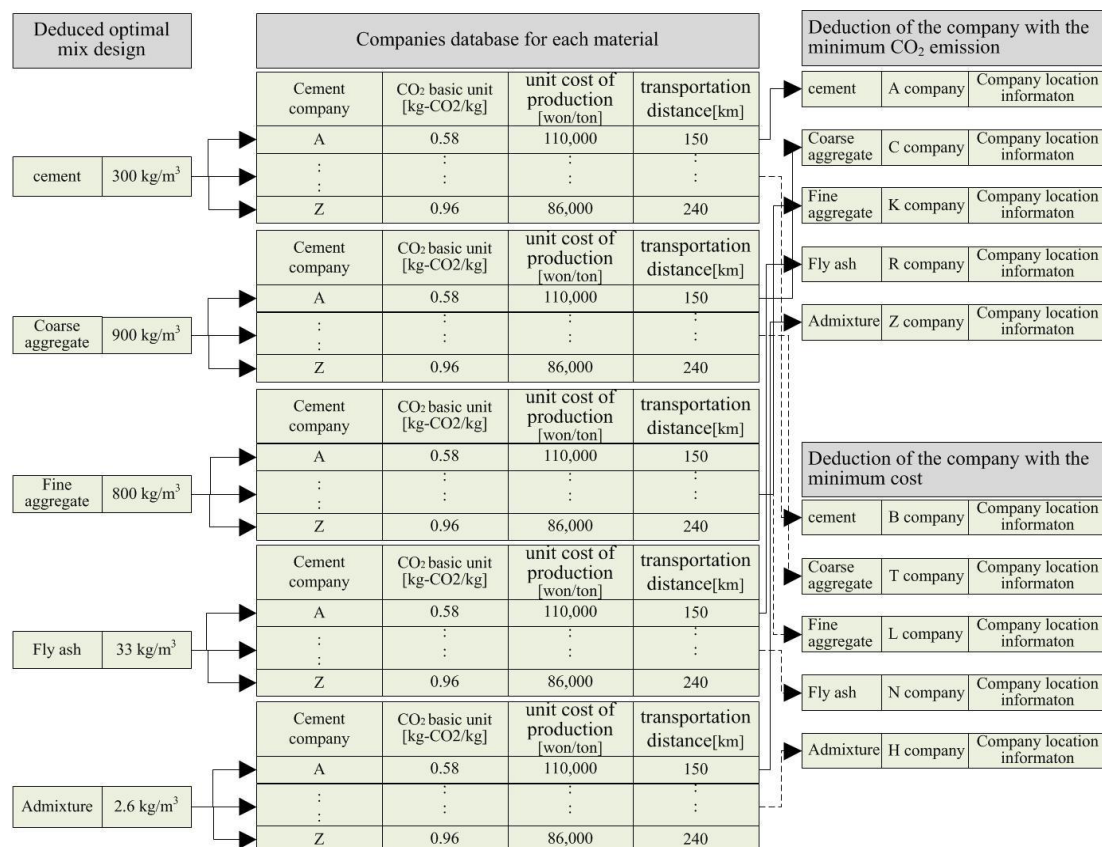 Deduced optimal
mix design
cement
300 kg/m³
Coarse
aggregate
900 kg/m³
Fine
aggregate
800 kg/m³
Fly ash
33 kg/m³
Admixture
2.6 kg/m³
Companies database for each material
Cement
company
CO₂ basic unit
[kg-CO2/kg]
unit cost of
production
[won/ton]
transportation
distance[km]
A 0.58 110,000 150
: : : :
: : : :
Z 0.96 86,000 240
Cement
company
CO₂ basic unit
[kg-CO2/kg]
unit cost of
production
[won/ton]
transportation
distance[km]
A 0.58 110,000 150
: : : :
: : : :
Z 0.96 86,000 240
Cement
company
CO₂ basic unit
[kg-CO2/kg]
unit cost of
production
[won/ton]
transportation
distance[km]
A 0.58 110,000 150
: : : :
: : : :
Z 0.96 86,000 240
Cement
company
CO₂ basic unit
[kg-CO2/kg]
unit cost of
production
[won/ton]
transportation
distance[km]
A 0.58 110,000 150
: : : :
: : : :
Z 0.96 86,000 240
Cement
company
CO₂ basic unit
[kg-CO2/kg]
unit cost of
production
[won/ton]
transportation
distance[km]
A 0.58 110,000 150
: : : :
: : : :
Z 0.96 86,000 240
Deduction of the company with the
minimum CO₂ emission
cement
A company
Company location
informaton
Coarse
aggregate
C company
Company location
informaton
Fine
aggregate
K company
Company location
informaton
Fly ash
R company
Company location
informaton
Admixture
Z company
Company location
informaton
Deduction of the company with the
minimum cost
cement
B company
Company location
informaton
Coarse
aggregate
T company
Company location
informaton
Fine
aggregate
L company
Company location
informaton
Fly ash
N company
Company location
informaton
Admixture
H company
Company location
informaton